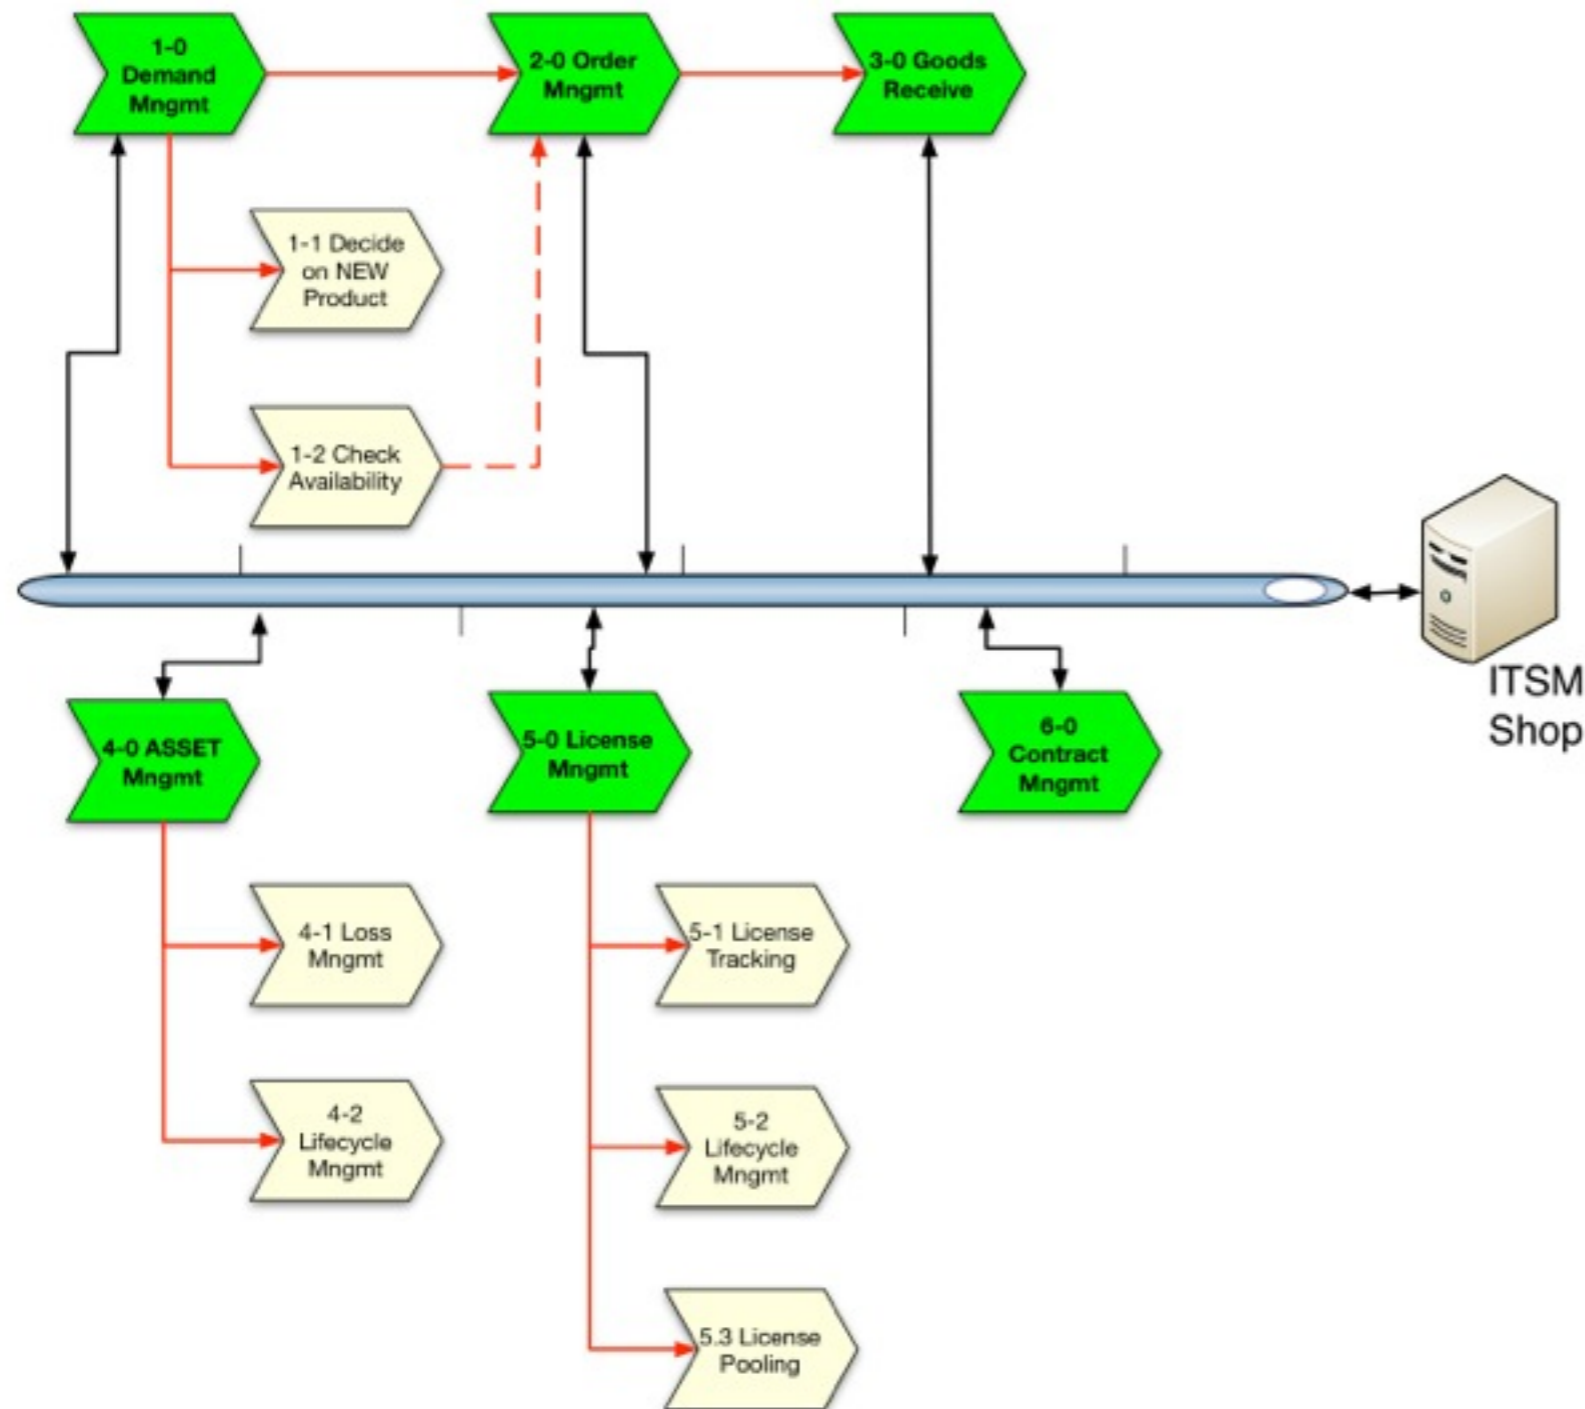 1-0
Demand
Mngmt
2-0 Order
Mngmt
3-0 Goods
Receive
1-1 Decide
on NEW
Product
1-2 Check
Availability
ITSM
Shop
4-0 ASSET
Mngmt
5-0 License
Mngmt
6-0
Contract
Mngmt
4-1 Loss
Mngmt
5-1 License
Tracking
4-2
Lifecycle
Mngmt
5-2
Lifecycle
Mngmt
5.3 License
Pooling